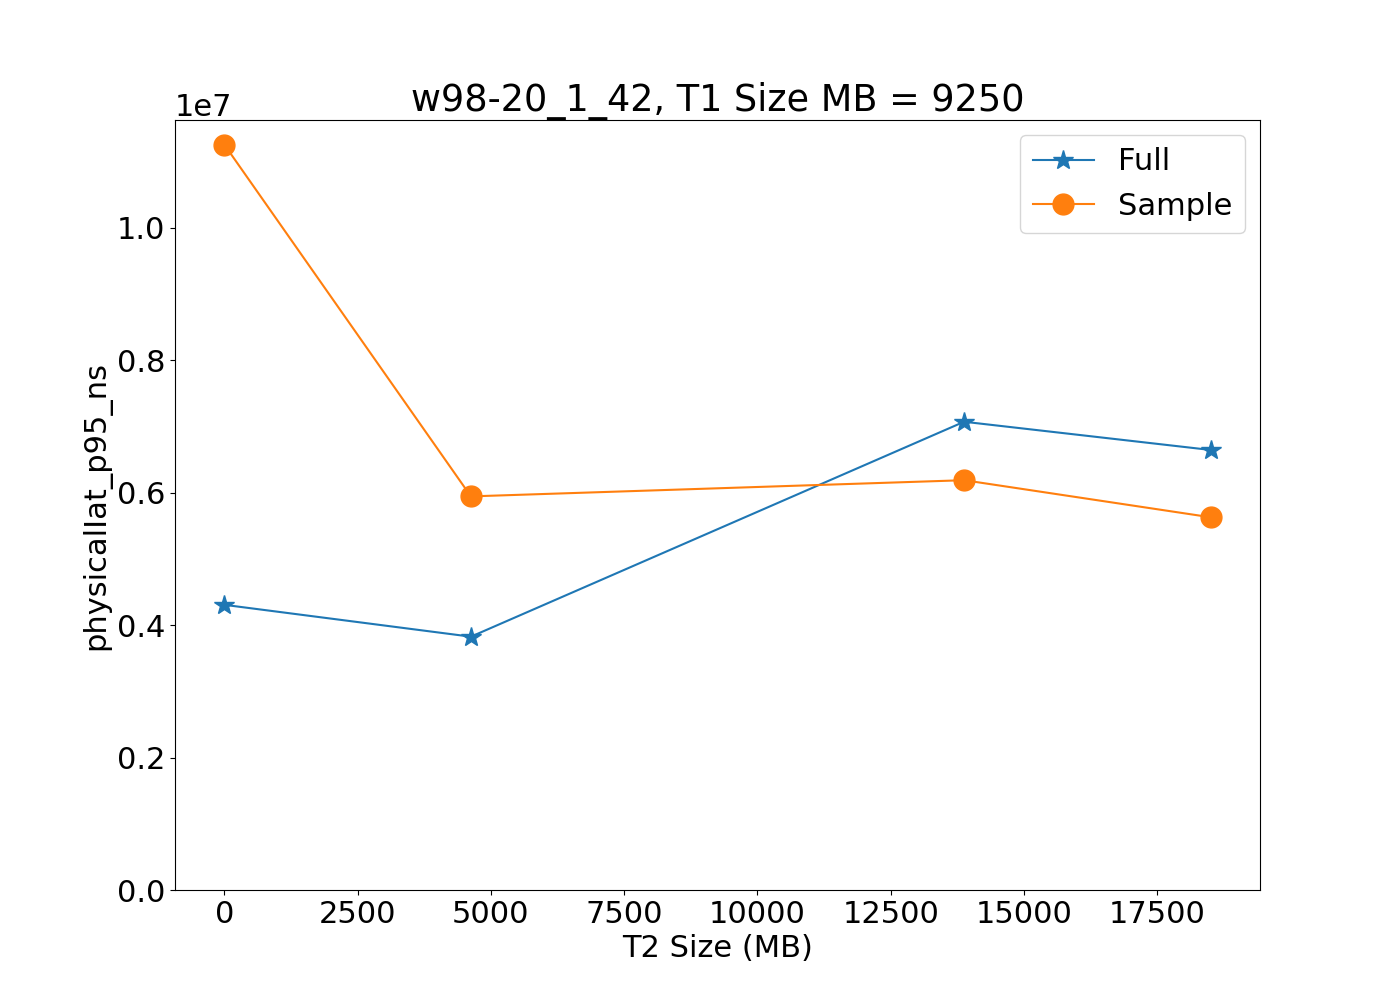 w98-20_1_42, T1 Size MB = 9250
1e7
Full
Sample
1.0
0.8
0.6
0.4
0.2
0.0
physicallat_p95_ns
0 2500 5000 7500 10000 12500 15000 17500
T2 Size (MB)